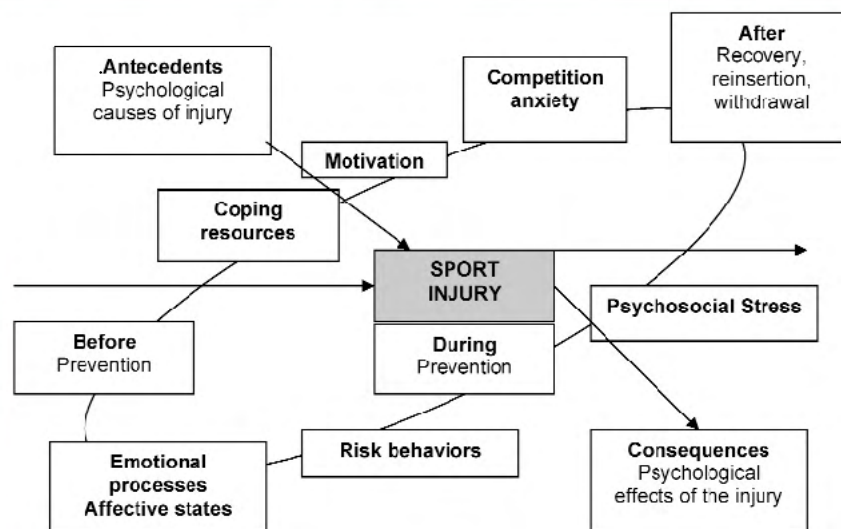 .Antecedents
Psychological
causes of injury
Competition
anxiety
After
Recovery,
reinsertion,
withdrawal
Motivation
Coping
resources
SPORT
INJURY
Psychosocial Stress
Before
Prevention
During
Prevention
Emotional
processes
Affective states
Risk behaviors
Consequences
Psychological
effects of the injury